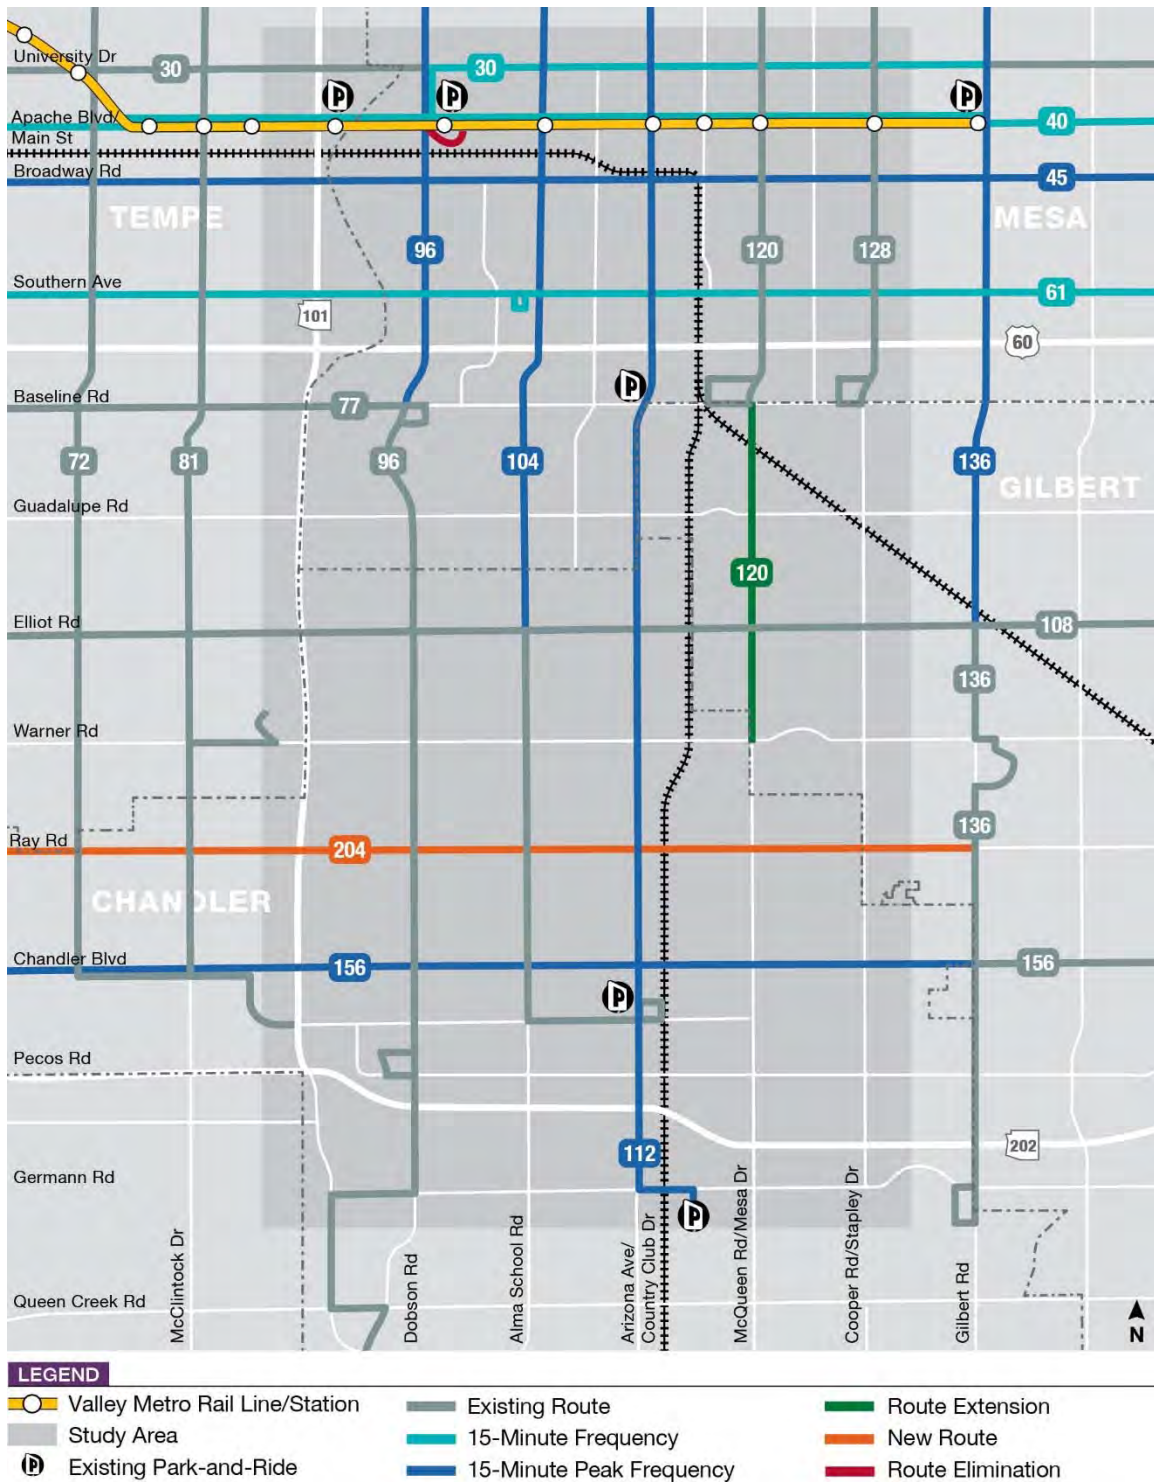 University Dr
30
30
P
P
P
Apache Blvd/
Main St
40
Broadway Rd
45
TEMPE
MESA
96
120
128
Southern Ave
61
101
60
P
Baseline Rd
77
72
81
96
104
136
GILBERT
Guadalupe Rd
120
Elliot Rd
108
136
Warner Rd
136
Ray Rd
204
CHANDLER
Chandler Blvd
156
156
P
Pecos Rd
112
202
Germann Rd
P
McClintock Dr
Dobson Rd
Alma School Rd
Arizona Ave/
Country Club Dr
McQueen Rd/Mesa Dr
Cooper Rd/Stapley Dr
Gilbert Rd
Queen Creek Rd
N
LEGEND
Valley Metro Rail Line/Station
Study Area
P Existing Park-and-Ride
Existing Route
15-Minute Frequency
15-Minute Peak Frequency
Route Extension
New Route
Route Elimination